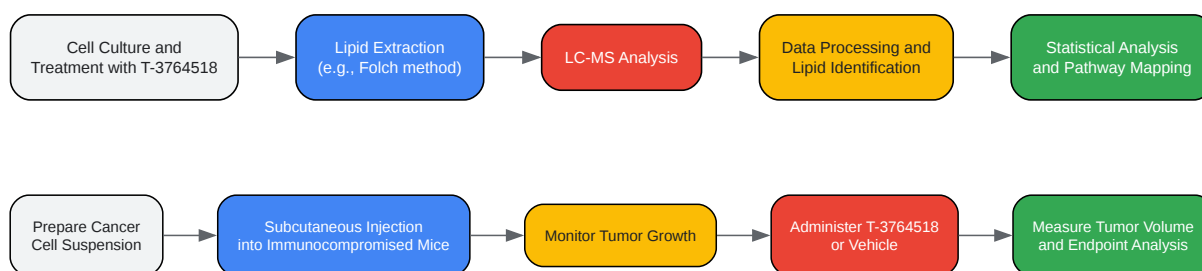 Cell Culture and
Treatment with T-3764518
Lipid Extraction
(e.g., Folch method)
LC-MS Analysis
Data Processing and
Lipid Identification
Statistical Analysis
and Pathway Mapping
Prepare Cancer
Cell Suspension
Subcutaneous Injection
into Immunocompromised Mice
Monitor Tumor Growth
Administer T-3764518
or Vehicle
Measure Tumor Volume
and Endpoint Analysis